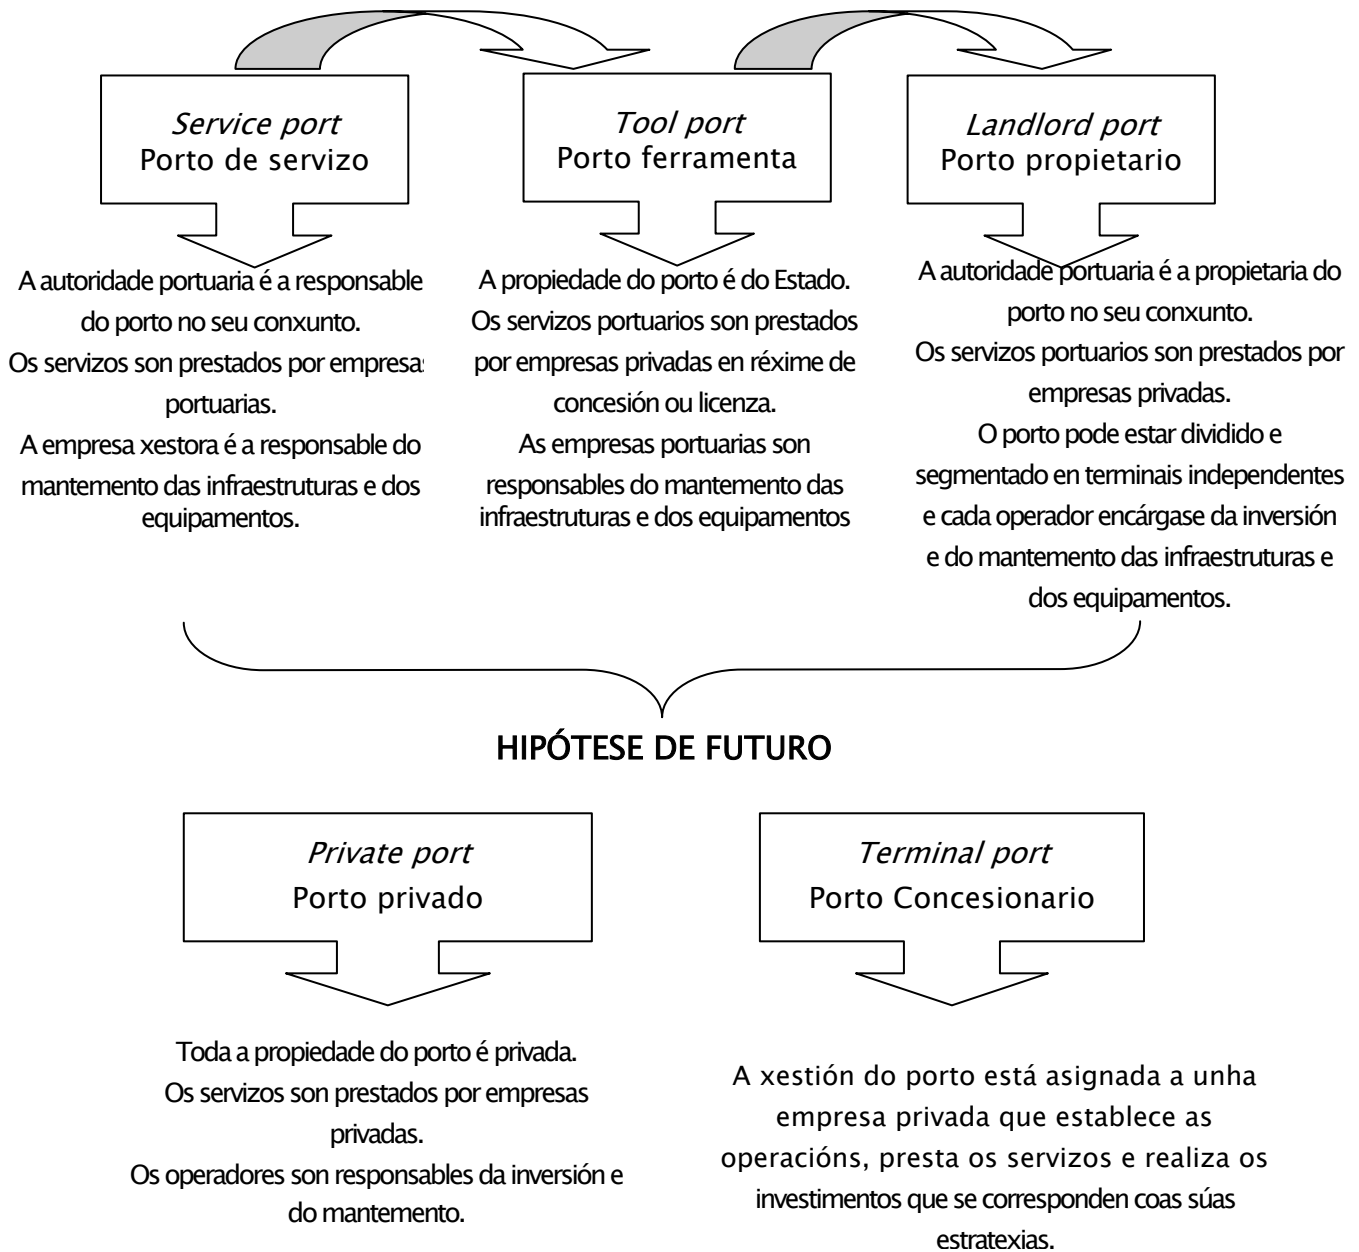 Service port
Porto de servizo
A autoridade portuaria é a responsable
do porto no seu conxunto.
Os servizos son prestados por empresas
portuarias.
A empresa xestora é a responsable do
mantemento das infraestruturas e dos
equipamentos.
Tool port
Porto ferramenta
A propiedade do porto é do Estado.
Os servizos portuarios son prestados
por empresas privadas en réxime de
concesión ou licenza.
As empresas portuarias son
responsables do mantemento das
infraestruturas e dos equipamentos
Landlord port
Porto propietario
A autoridade portuaria é a propietaria do
porto no seu conxunto.
Os servizos portuarios son prestados por
empresas privadas.
O porto pode estar dividido e
segmentado en terminais independentes
e cada operador encárgase da inversión
e do mantemento das infraestruturas e
dos equipamentos.
HIPÓTESE DE FUTURO
Private port
Porto privado
Toda a propiedade do porto é privada.
Os servizos son prestados por empresas
privadas.
Os operadores son responsables da inversión e
do mantemento.
Terminal port
Porto Concesionario
A xestión do porto está asignada a unha
empresa privada que establece as
operacións, presta os servizos e realiza os
investimentos que se corresponden coas súas
estratexias.